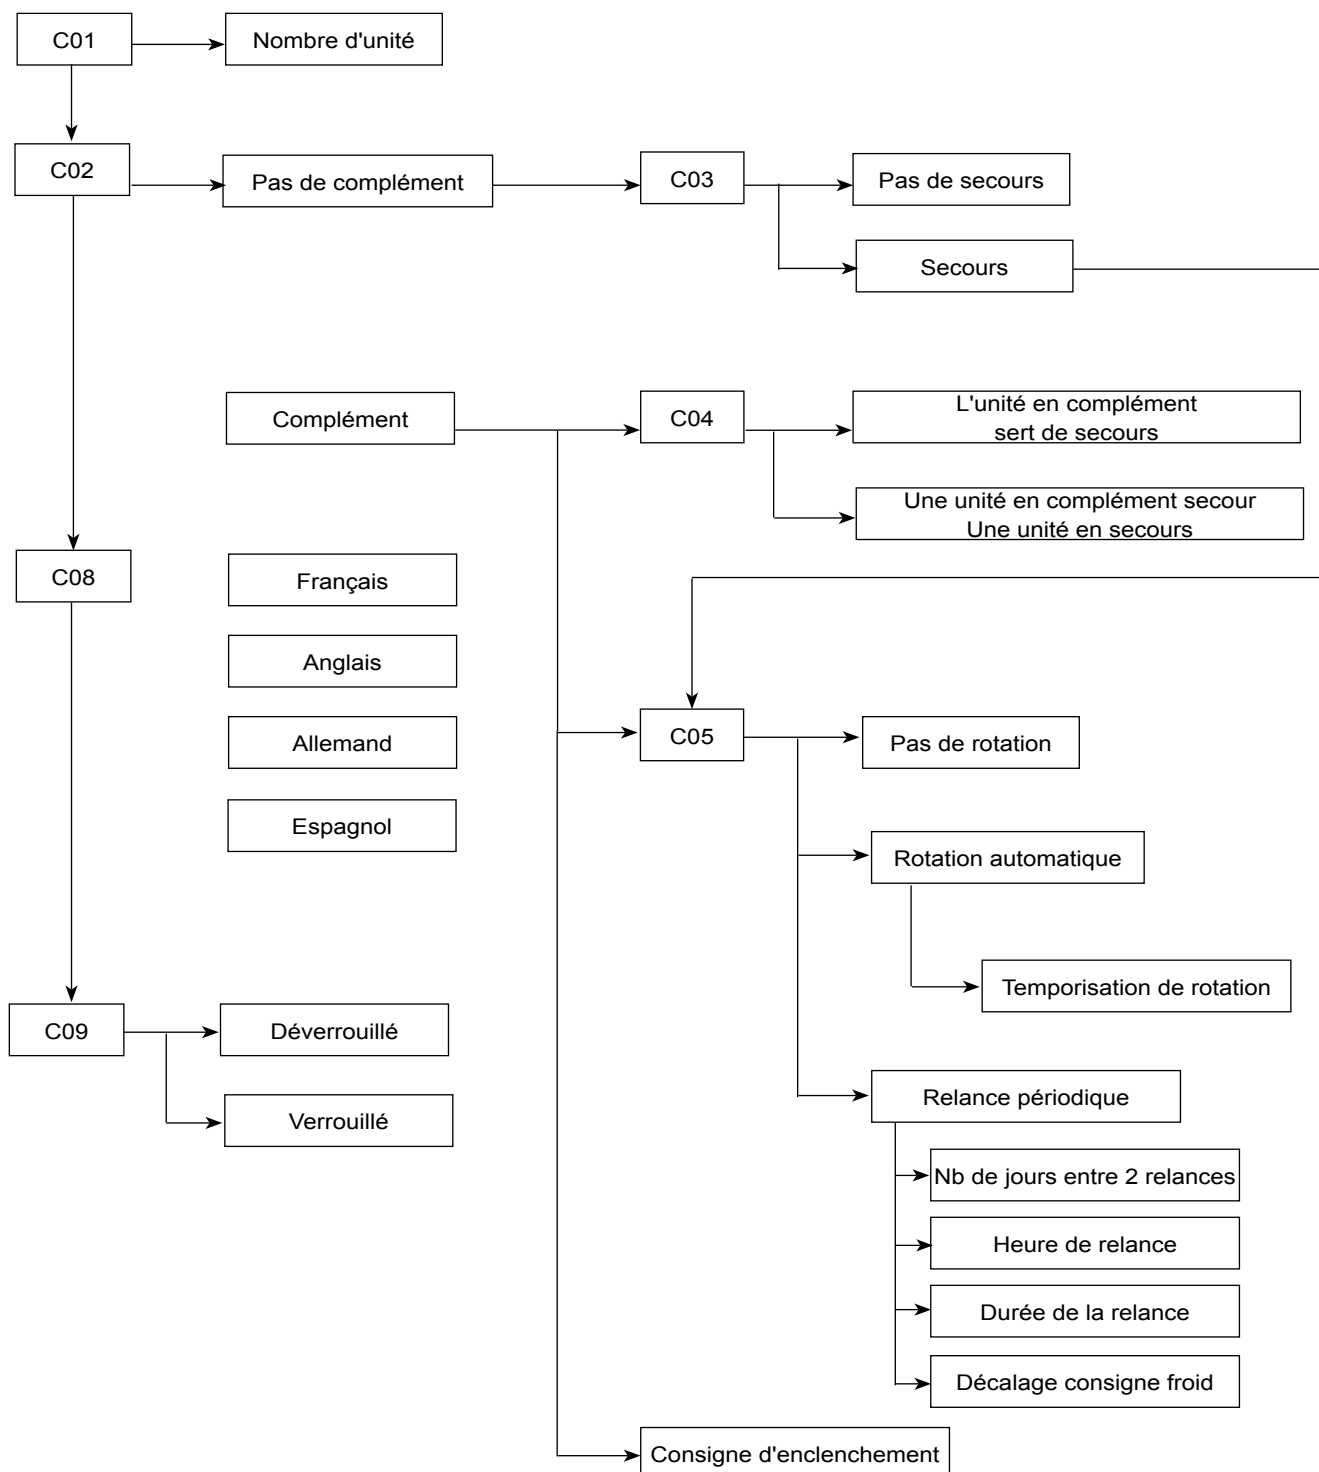 C01
Nombre d'unité
C02
Pas de complément
C03
Pas de secours
Secours
Complément
C04
L'unité en complément
sert de secours
Une unité en complément secour
Une unité en secours
C08
Français
Anglais
Allemand
Espagnol
C05
Pas de rotation
Rotation automatique
Temporisation de rotation
C09
Déverrouillé
Verrouillé
Relance périodique
Nb de jours entre 2 relances
Heure de relance
Durée de la relance
Décalage consigne froid
Consigne d'enclenchement